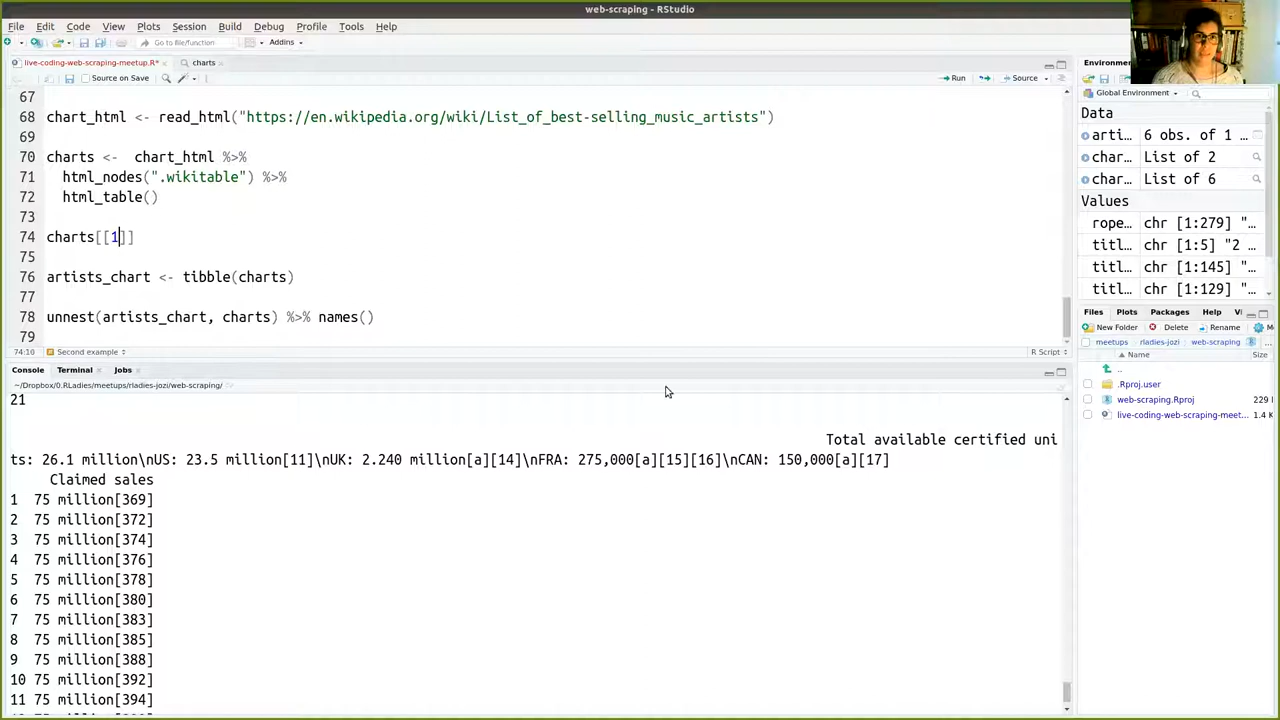 web-scraping - RStudio
File Edit Code View Plots Session Build Debug Profile Tools Help
Go to file/function Addins
live-coding-web-scraping-meetup.R* charts
Source on Save Run Source
67
68 chart_html <- read_html("https://en.wikipedia.org/wiki/List_of_best-selling_music_artists")
69
70 charts <- chart_html %>%
71 html_nodes(".wikitable") %>%
72 html_table()
73
74 charts[[1]]
75
76 artists_chart <- tibble(charts)
77
78 unnest(artists_chart, charts) %>% names()
79
74:10 Second example R Script
Console Terminal Jobs
~/Dropbox/0.RLadies/meetups/rladies-jozi/web-scraping/
21
Total available certified uni
ts: 26.1 million\nUS: 23.5 million[11]\nUK: 2.240 million[a][14]\nFRA: 275,000[a][15][16]\nCAN: 150,000[a][17]
Claimed sales
1 75 million[369]
2 75 million[372]
3 75 million[374]
4 75 million[376]
5 75 million[378]
6 75 million[380]
7 75 million[383]
8 75 million[385]
9 75 million[388]
10 75 million[392]
11 75 million[394]
Environme
Global Environment
Data
arti… 6 obs. of 1 …
char… List of 2
char… List of 6
Values
rope… chr [1:279] "…
titl… chr [1:5] "2 …
titl… chr [1:145] "…
titl… chr [1:129] "…
Files Plots Packages Help Vi
New Folder Delete Rename Mo
meetups rladies-jozi web-scraping ...
Name Size
..
.Rproj.user
web-scraping.Rproj 229
live-coding-web-scraping-meet… 1.4 K